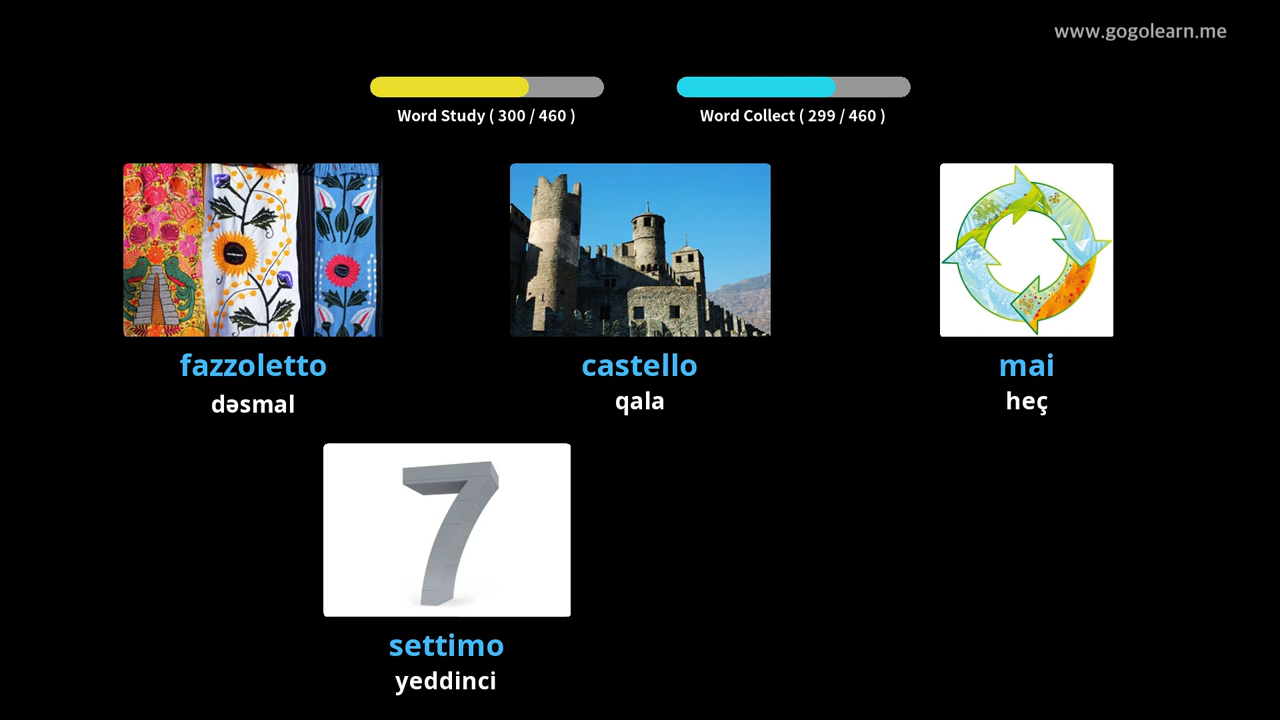 www.gogolearn.me
Word Study ( 300 / 460 )
Word Collect ( 299 / 460 )
fazzoletto
dəsmal
castello
qala
mai
heç
7
settimo
yeddinci